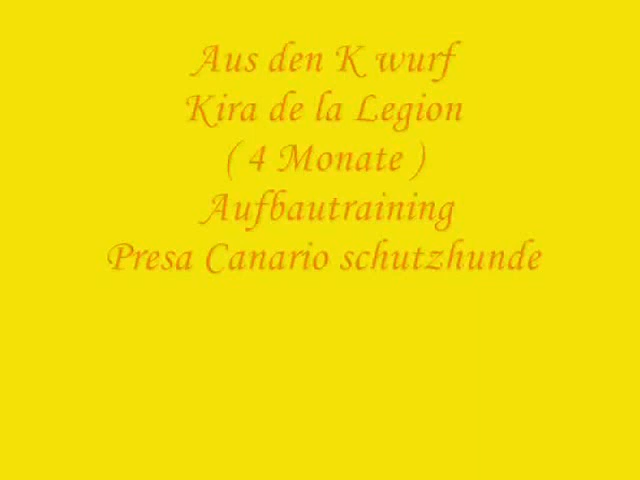 Aus den K wurf
Kira de la Legion
( 4 Monate )
Aufbautraining
Presa Canario schutzhunde